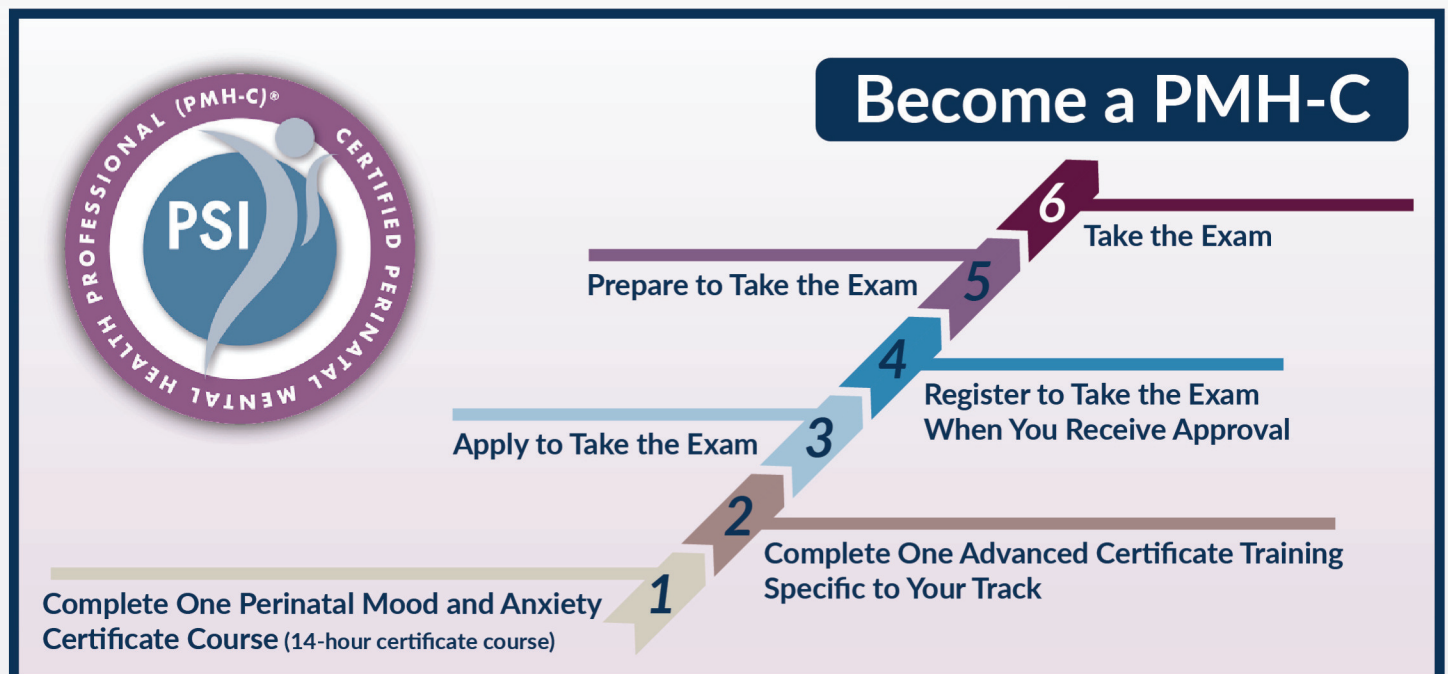 CERTIFIED PERINATAL MENTAL HEALTH PROFESSIONAL (PMH-C)®
PSI
Become a PMH-C
6
Take the Exam
5
Prepare to Take the Exam
4
Register to Take the Exam
When You Receive Approval
3
Apply to Take the Exam
2
Complete One Advanced Certificate Training
Specific to Your Track
1
Complete One Perinatal Mood and Anxiety
Certificate Course (14-hour certificate course)